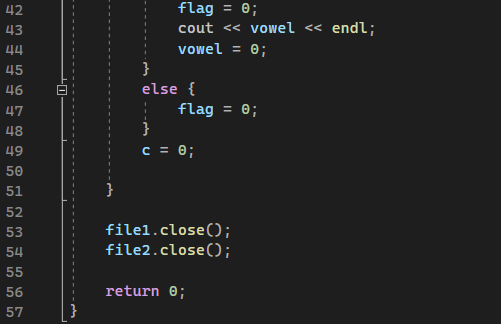 42 flag = 0;
43 cout << vowel << endl;
44 vowel = 0;
45 }
46 else {
47 flag = 0;
48 }
49 c = 0;
50
51 }
52
53 file1.close();
54 file2.close();
55
56 return 0;
57 }